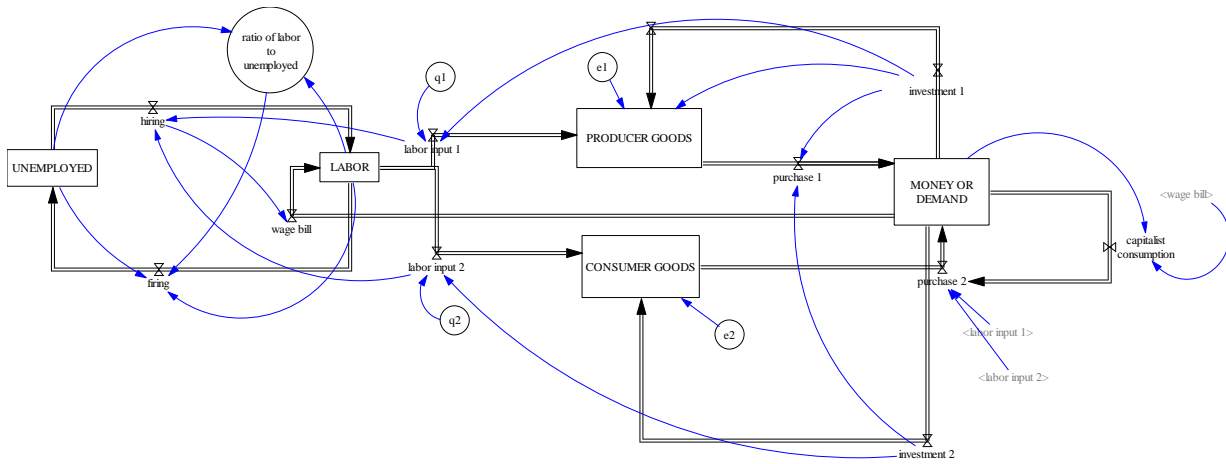 ratio of labor
to
unemployed
q1
e1
investment 1
hiring
labor input 1
PRODUCER GOODS
UNEMPLOYED
LABOR
purchase 1
MONEY OR
DEMAND
<wage bill>
wage bill
capitalist
consumption
labor input 2
CONSUMER GOODS
firing
purchase 2
q2
e2
<labor input 1>
<labor input 2>
investment 2